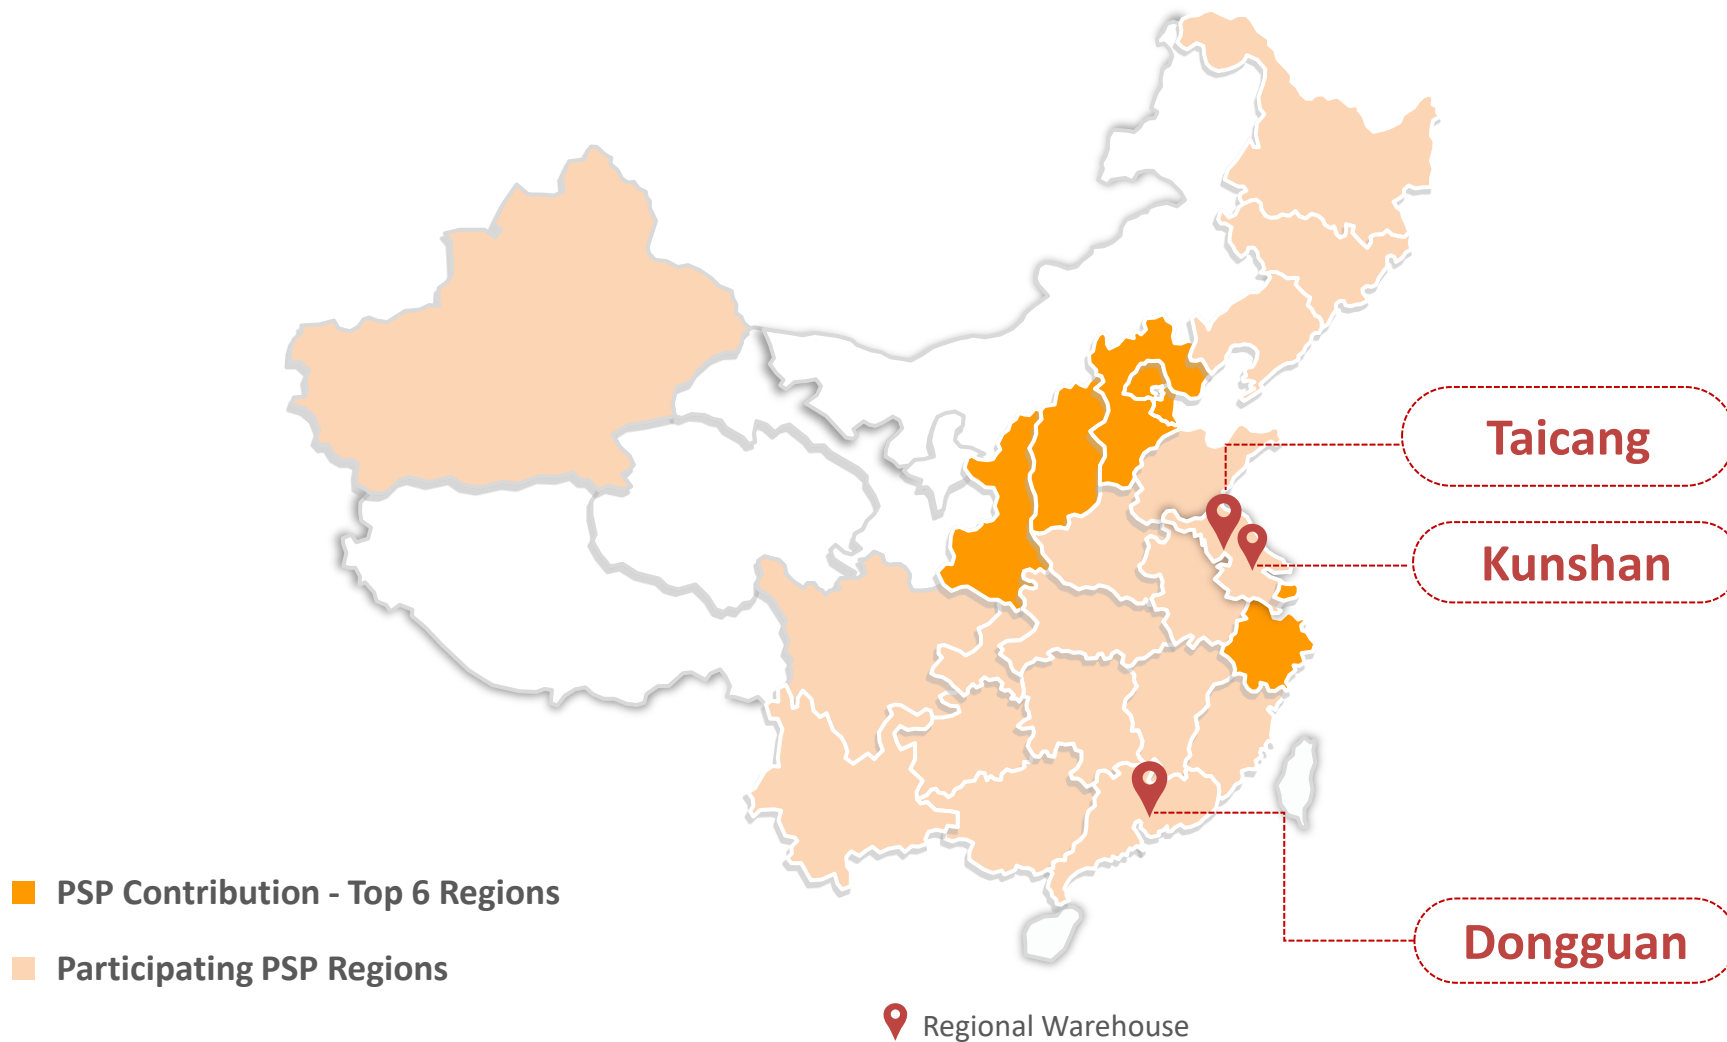 Taicang
Kunshan
Dongguan
PSP Contribution - Top 6 Regions
Participating PSP Regions
Regional Warehouse